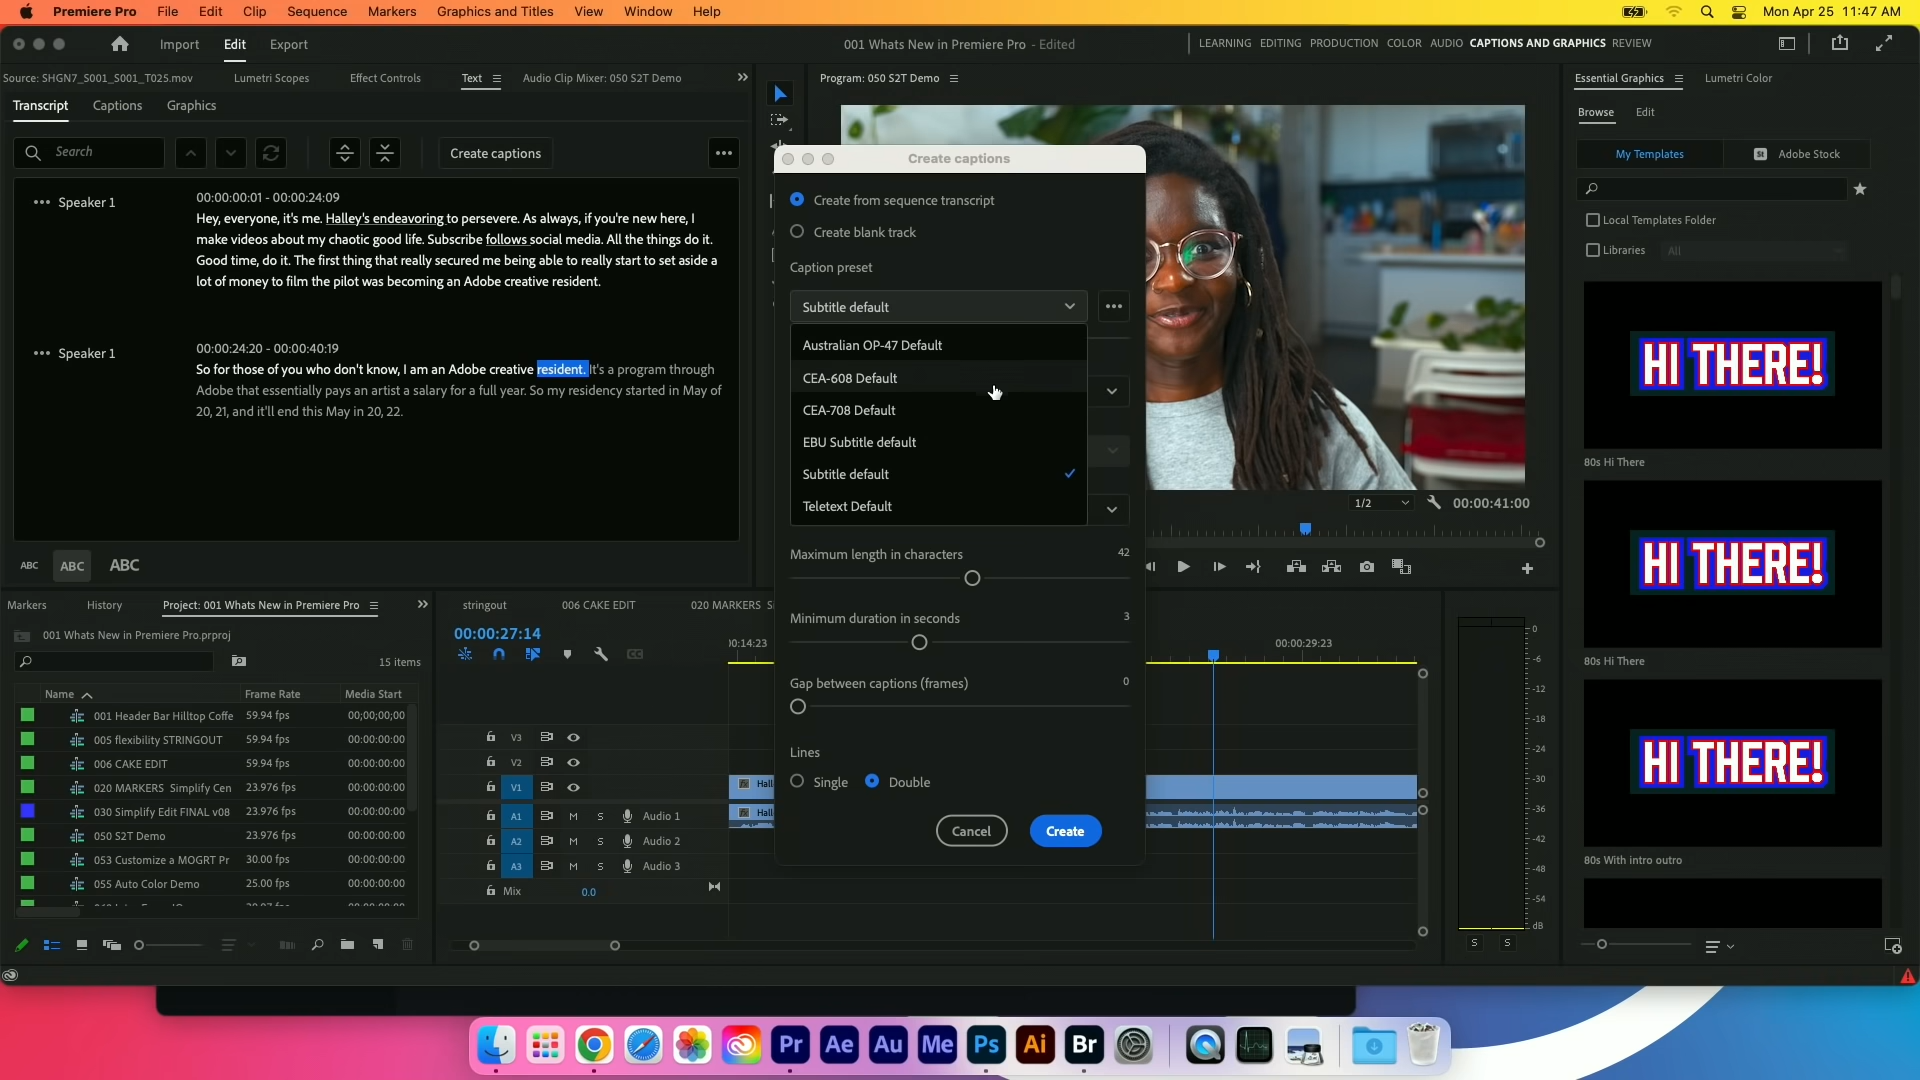 Premiere Pro File Edit Clip Sequence Markers Graphics and Titles View Window Help
Mon Apr 25 11:47 AM
Import Edit Export
001 Whats New in Premiere Pro - Edited
LEARNING EDITING PRODUCTION COLOR AUDIO CAPTIONS AND GRAPHICS REVIEW
Source: SHGN7_S001_S001_T025.mov Lumetri Scopes Effect Controls Text Audio Clip Mixer: 050 S2T Demo
Transcript Captions Graphics
Search Create captions
Speaker 1 00:00:00:01 - 00:00:24:09
Hey, everyone, it's me. Halley's endeavoring to persevere. As always, if you're new here, I
make videos about my chaotic good life. Subscribe follows social media. All the things do it.
Good time, do it. The first thing that really secured me being able to really start to set aside a
lot of money to film the pilot was becoming an Adobe creative resident.
Speaker 1 00:00:24:20 - 00:00:40:19
So for those of you who don't know, I am an Adobe creative resident. It's a program through
Adobe that essentially pays an artist a salary for a full year. So my residency started in May of
20, 21, and it'll end this May in 20, 22.
ABC ABC ABC
Program: 050 S2T Demo
1/2 00:00:41:00
Create captions
Create from sequence transcript
Create blank track
Caption preset
Subtitle default
Australian OP-47 Default
CEA-608 Default
CEA-708 Default
EBU Subtitle default
Subtitle default
Teletext Default
Maximum length in characters 42
Minimum duration in seconds 3
Gap between captions (frames) 0
Lines
Single Double
Cancel Create
Essential Graphics Lumetri Color
Browse Edit
My Templates St Adobe Stock
Local Templates Folder
Libraries All
HI THERE!
80s Hi There
HI THERE!
80s Hi There
HI THERE!
80s With intro outro
Markers History Project: 001 Whats New in Premiere Pro
001 Whats New in Premiere Pro.prproj
15 items
Name Frame Rate Media Start
001 Header Bar Hilltop Coffe 59.94 fps 00;00;00;00
005 flexibility STRINGOUT 59.94 fps 00:00:00:00
006 CAKE EDIT 59.94 fps 00:00:00:00
020 MARKERS Simplify Cen 23.976 fps 00:00:00:00
030 Simplify Edit FINAL v08 23.976 fps 00:00:00:00
050 S2T Demo 23.976 fps 00:00:00:00
053 Customize a MOGRT Pr 30.00 fps 00:00:00:00
055 Auto Color Demo 25.00 fps 00:00:00:00
stringout 006 CAKE EDIT 020 MARKERS S
00:00:27:14
00:14:23 00:00:29:23
V3
V2
V1 Hall
A1 M S Audio 1 Hall
A2 M S Audio 2
A3 M S Audio 3
Mix 0.0
0
-6
-12
-18
-24
-30
-36
-42
-48
-54
dB
S S
Pr Ae Au Me Ps Ai Br